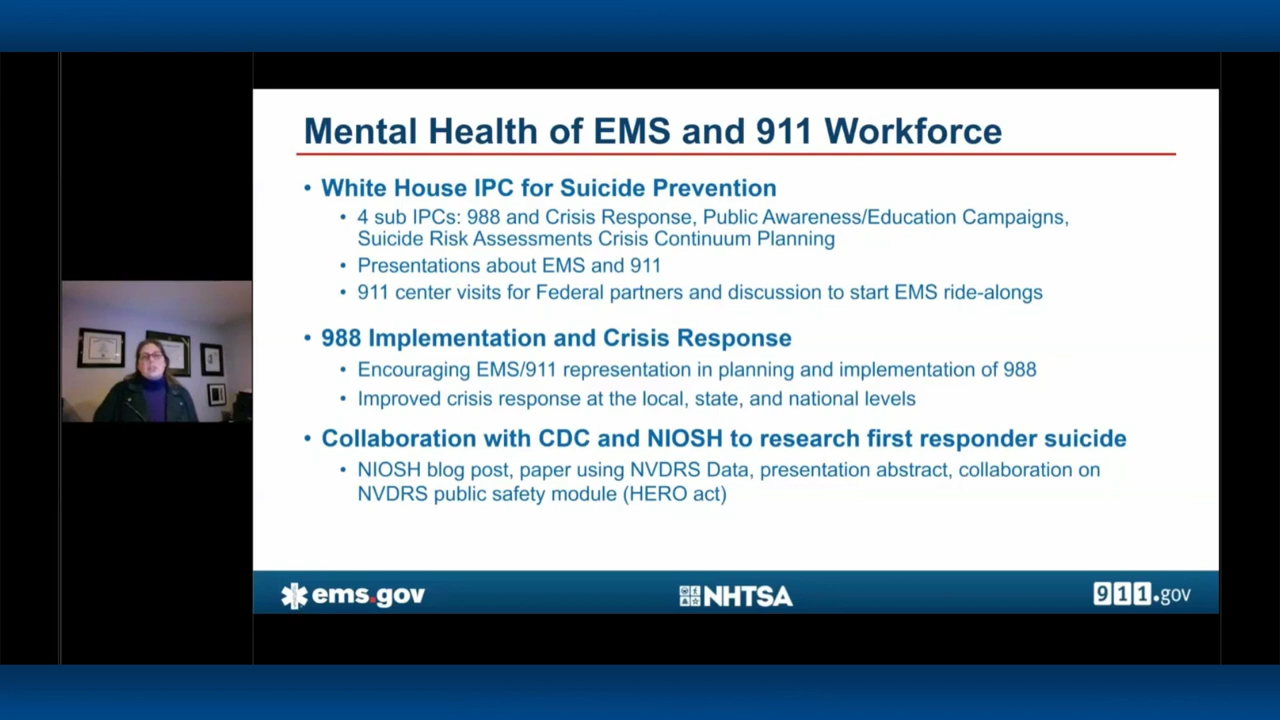 Mental Health of EMS and 911 Workforce
• White House IPC for Suicide Prevention
• 4 sub IPCs: 988 and Crisis Response, Public Awareness/Education Campaigns,
Suicide Risk Assessments Crisis Continuum Planning
• Presentations about EMS and 911
• 911 center visits for Federal partners and discussion to start EMS ride-alongs
• 988 Implementation and Crisis Response
• Encouraging EMS/911 representation in planning and implementation of 988
• Improved crisis response at the local, state, and national levels
• Collaboration with CDC and NIOSH to research first responder suicide
• NIOSH blog post, paper using NVDRS Data, presentation abstract, collaboration on
NVDRS public safety module (HERO act)
ems.gov
NHTSA
911.gov